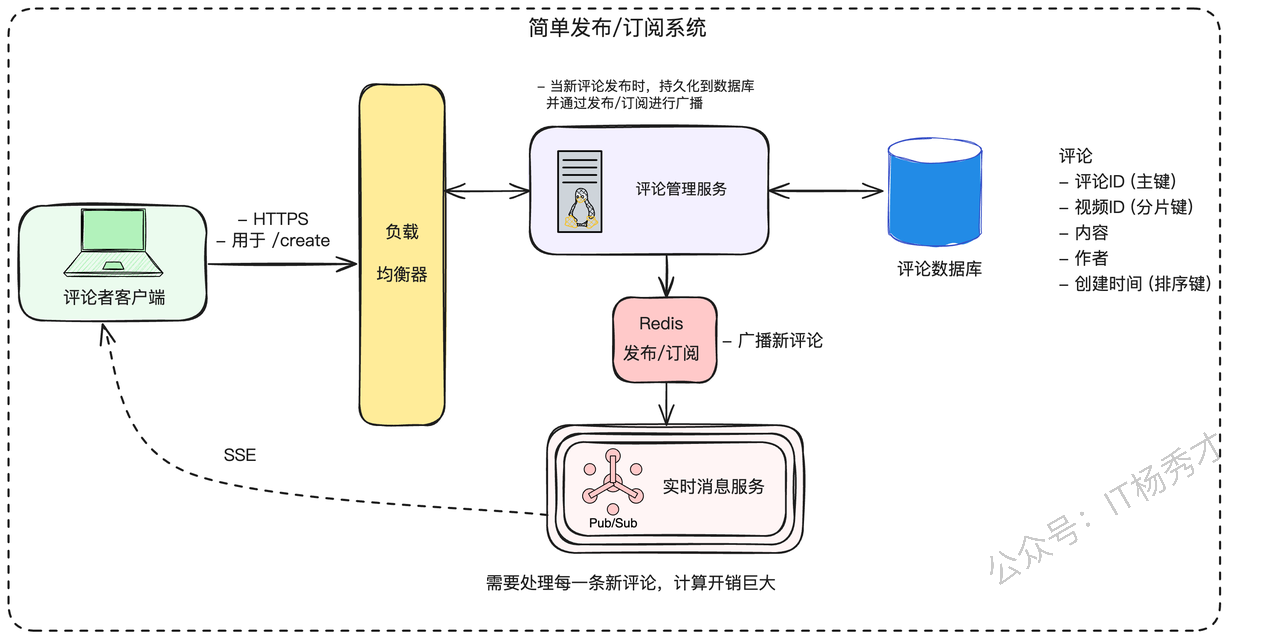 简单发布/订阅系统
– 当新评论发布时，持久化到数据库
并通过发布/订阅进行广播
评论管理服务
评论数据库
评论
– 评论ID (主键)
– 视频ID (分片键)
– 内容
– 作者
– 创建时间 (排序键)
– HTTPS
– 用于 /create
评论者客户端
负载
均衡器
Redis
发布/订阅
– 广播新评论
SSE
实时消息服务
Pub/Sub
需要处理每一条新评论，计算开销巨大
公众号：IT杨秀才